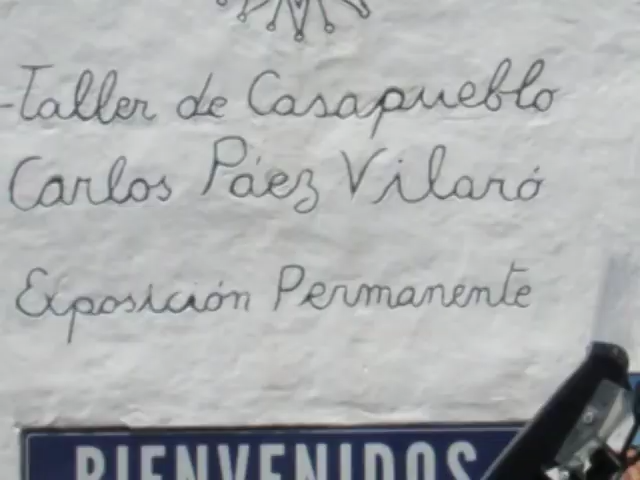 -Taller de Casapueblo
Carlos Páez Vilaró
Exposición Permanente
BIENVENIDOS